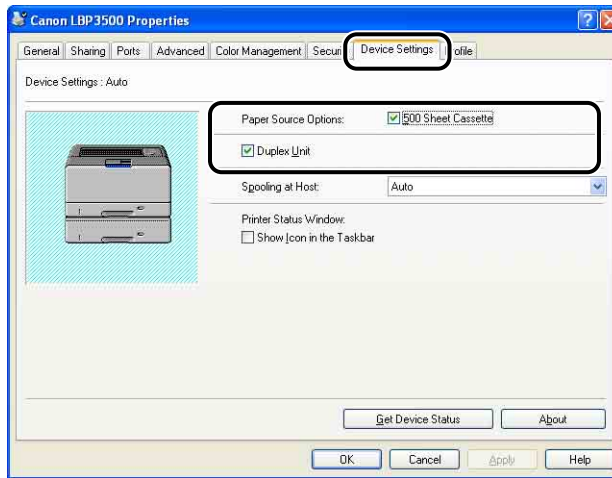 Canon LBP3500 Properties
General Sharing Ports Advanced Color Management Device Settings
Device Settings : Auto
Paper Source Options: 500 Sheet Cassette
Duplex Unit
Spooling at Host: Auto
Printer Status Window:
Show Icon in the Taskbar
Get Device Status About
OK Cancel Apply Help